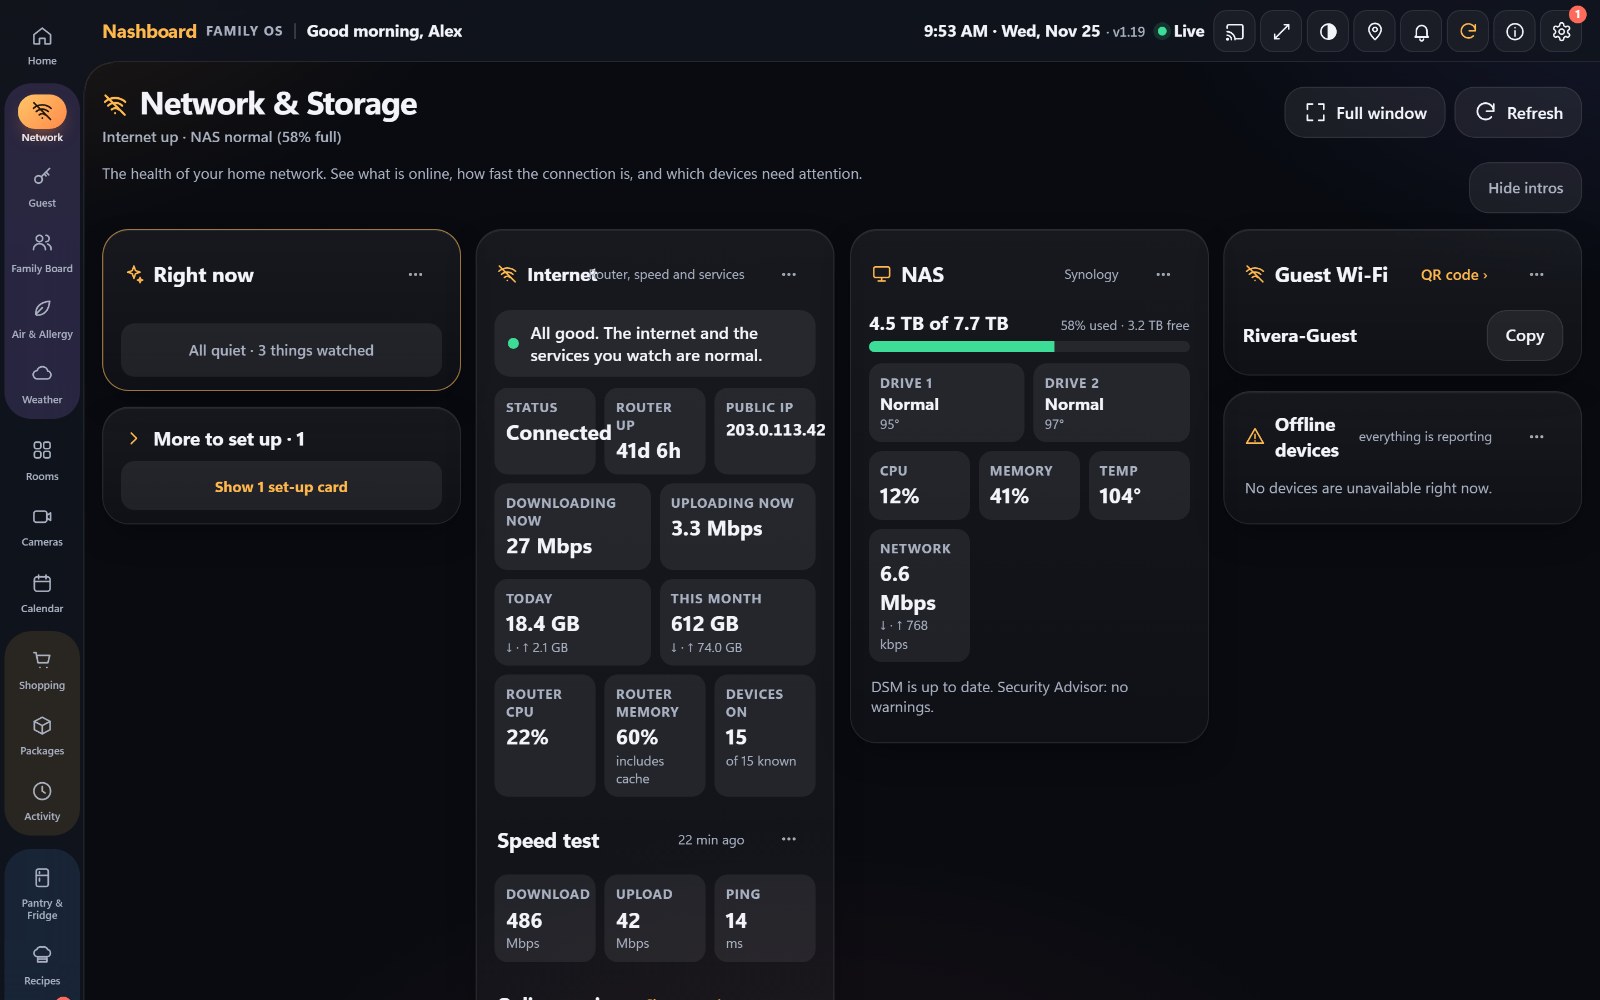 Nashboard FAMILY OS | Good morning, Alex
9:53 AM · Wed, Nov 25 · v1.19 Live
1
Home
Network
Guest
Family Board
Air & Allergy
Weather
Rooms
Cameras
Calendar
Shopping
Packages
Activity
Pantry &
Fridge
Recipes
Network & Storage
Internet up · NAS normal (58% full)
Full window
Refresh
The health of your home network. See what is online, how fast the connection is, and which devices need attention.
Hide intros
Right now
All quiet · 3 things watched
More to set up · 1
Show 1 set-up card
Internet
Router, speed and services
All good. The internet and the
services you watch are normal.
STATUS
Connected
ROUTER
UP
41d 6h
PUBLIC IP
203.0.113.42
DOWNLOADING
NOW
27 Mbps
UPLOADING NOW
3.3 Mbps
TODAY
18.4 GB
↓ · ↑ 2.1 GB
THIS MONTH
612 GB
↓ · ↑ 74.0 GB
ROUTER
CPU
22%
ROUTER
MEMORY
60%
includes
cache
DEVICES
ON
15
of 15 known
Speed test
22 min ago
DOWNLOAD
486
Mbps
UPLOAD
42
Mbps
PING
14
ms
NAS
Synology
4.5 TB of 7.7 TB
58% used · 3.2 TB free
DRIVE 1
Normal
95°
DRIVE 2
Normal
97°
CPU
12%
MEMORY
41%
TEMP
104°
NETWORK
6.6
Mbps
↓ · ↑ 768
kbps
DSM is up to date. Security Advisor: no
warnings.
Guest Wi-Fi
QR code ›
Rivera-Guest
Copy
Offline
devices
everything is reporting
No devices are unavailable right now.